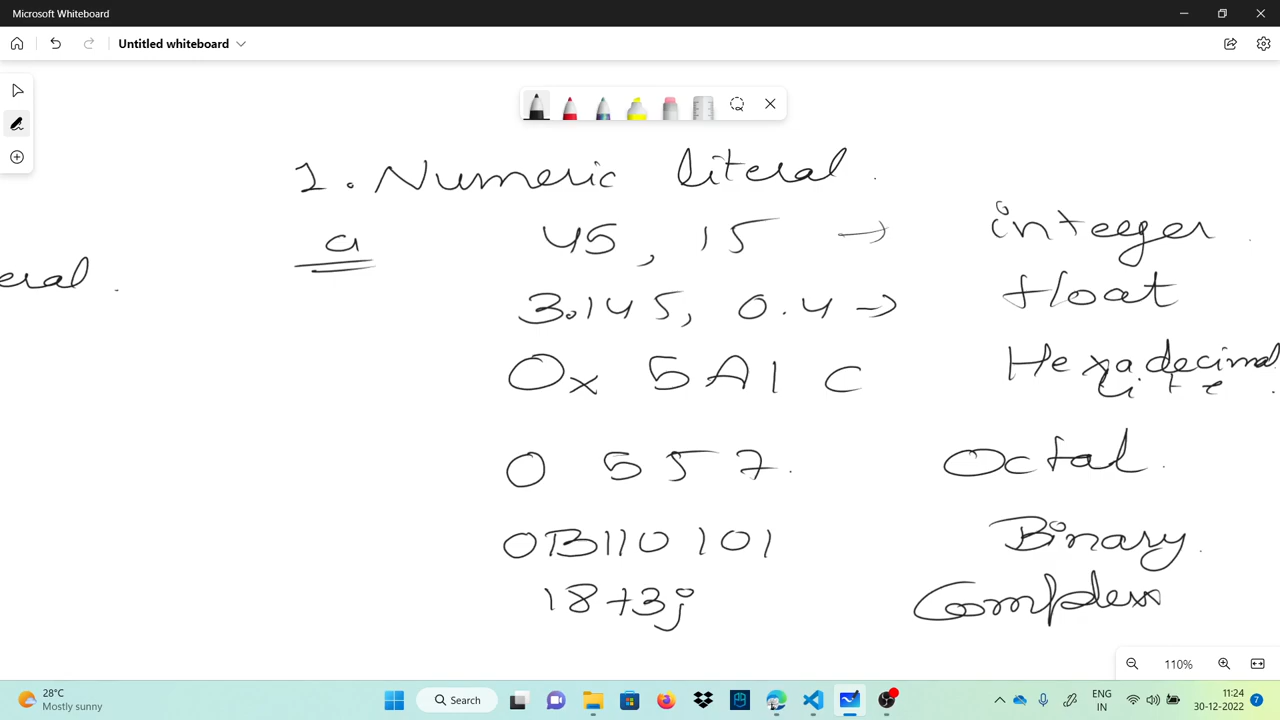 Microsoft Whiteboard
Untitled whiteboard
1. Numeric literal.
a 45, 15 → integer
eral.
3.145, 0.4 → float
0x 5A1C Hexadecimal
Lite
0 557. Octal.
0B110101 Binary
18+3j Complex
110%
28°C
Mostly sunny
Search
ENG
IN
11:24
30-12-2022
7